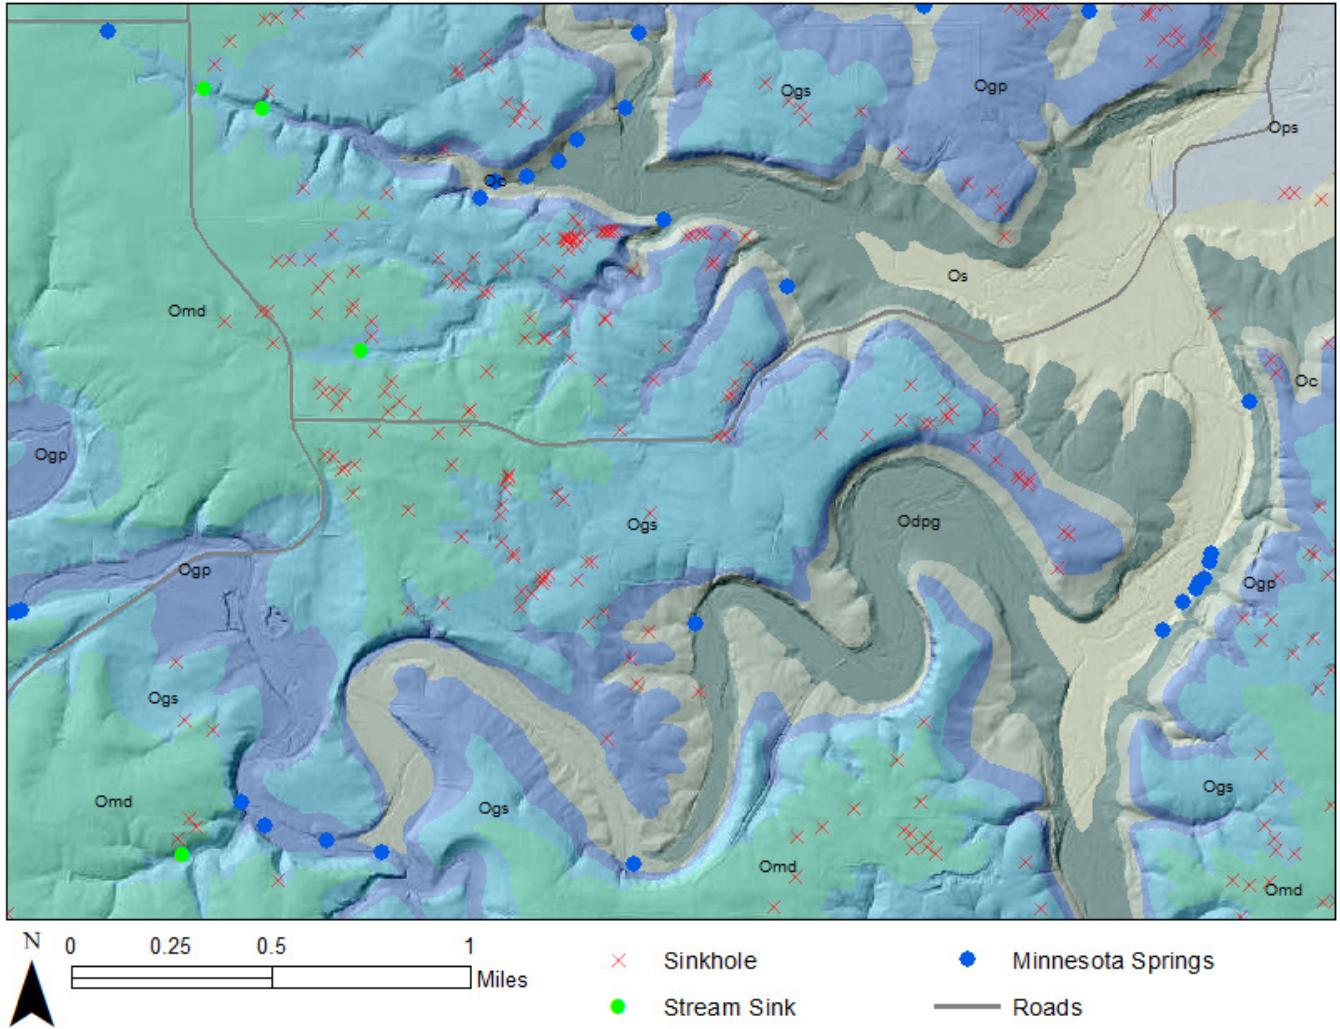 Ogs
Ogp
Ops
Oc
Os
Omd
Oc
Ogp
Ogs
Odpg
Ogp
Ogp
Ogs
Ogs
Ogs
Omd
Omd
Omd
N
0 0.25 0.5 1
Miles
Sinkhole
Minnesota Springs
Stream Sink
Roads